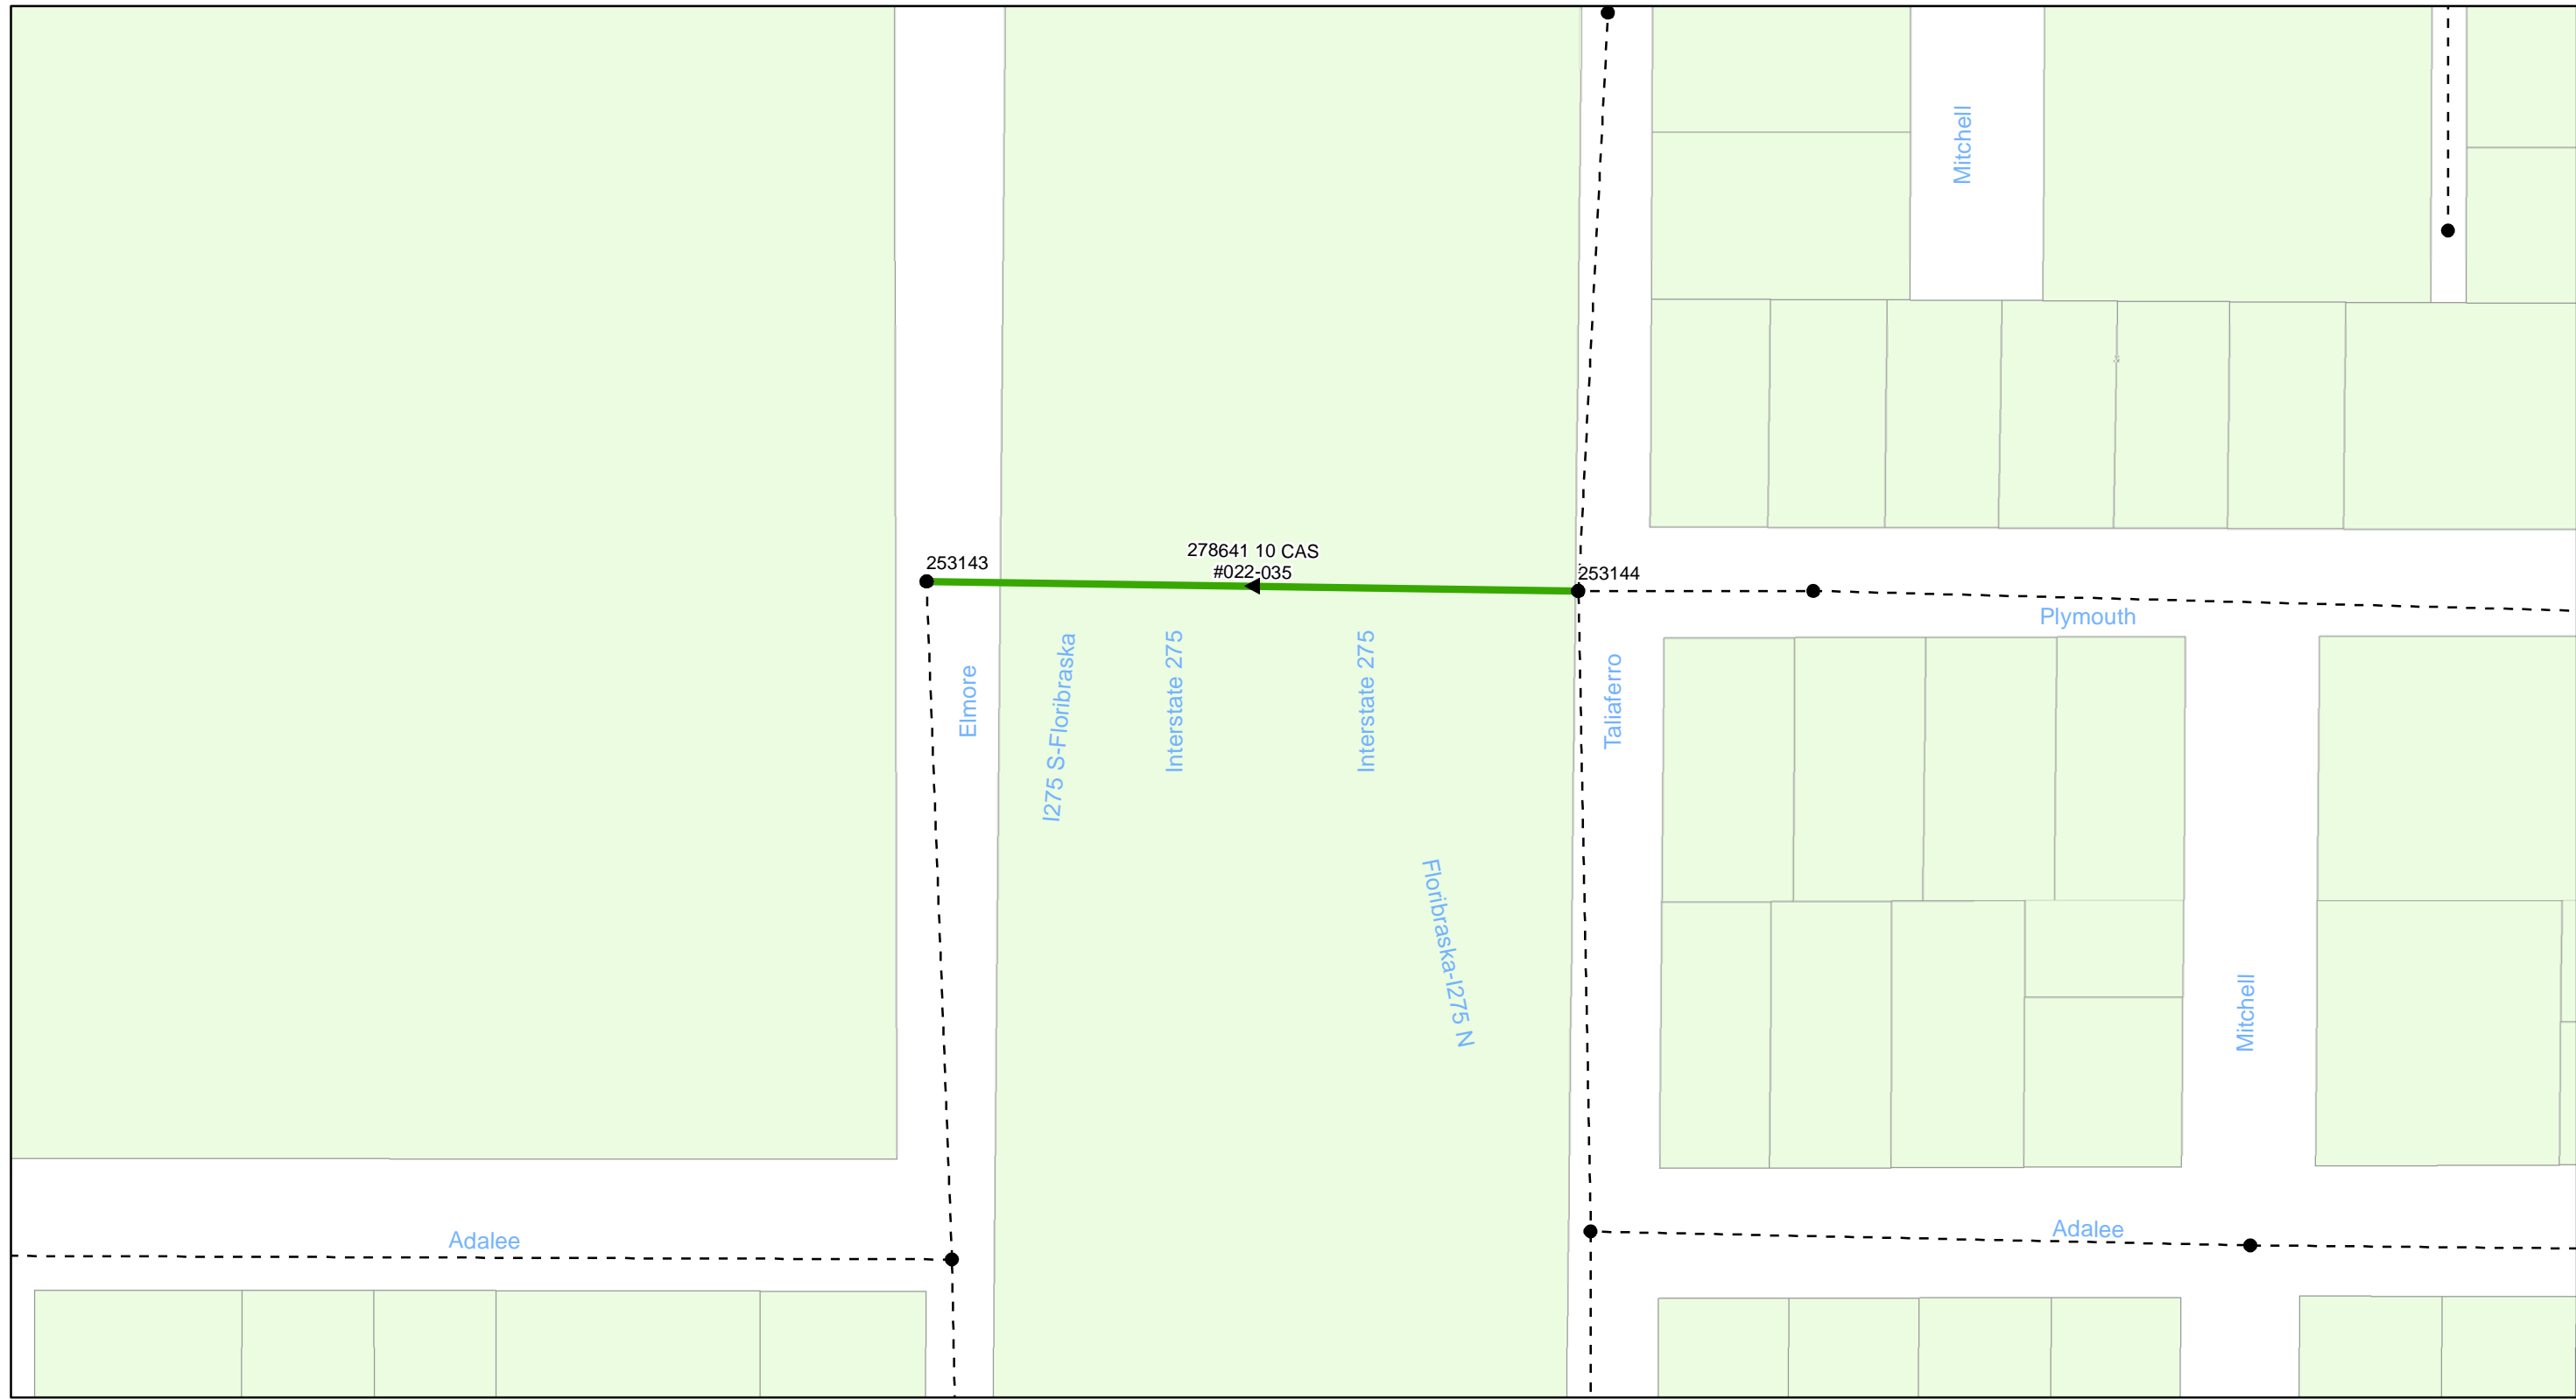 Mitchell
278641 10 CAS
#022-035
253143
253144
Plymouth
Elmore
I275 S-Floribraska
Interstate 275
Interstate 275
Taliaferro
Floribraska-I275 N
Mitchell
Adalee
Adalee